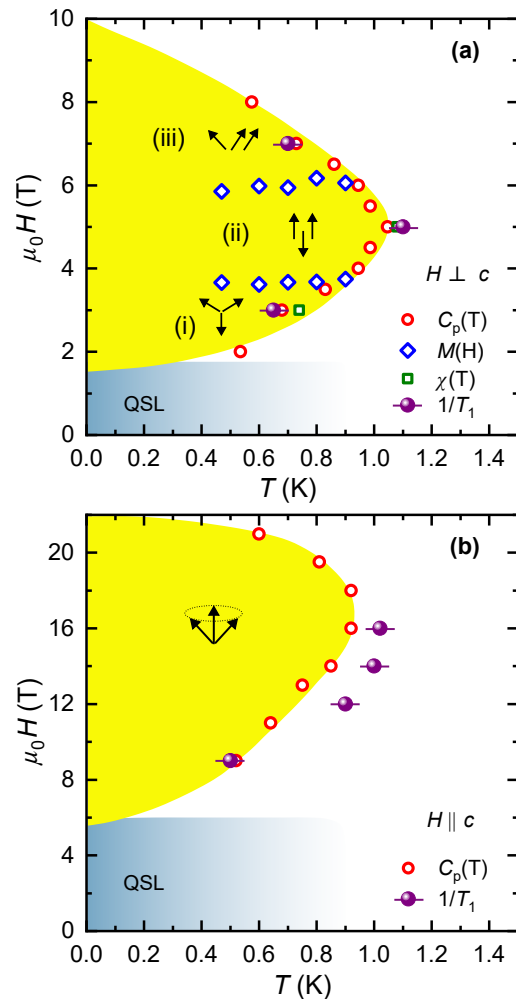 (a)
10
8
6
4
2
0
μ₀H (T)
(iii)
(ii)
(i)
QSL
H ⊥ c
Cₚ(T)
M(H)
χ(T)
1/T₁
0.0 0.2 0.4 0.6 0.8 1.0 1.2 1.4
T (K)
(b)
20
16
12
8
4
0
μ₀H (T)
QSL
H || c
Cₚ(T)
1/T₁
0.0 0.2 0.4 0.6 0.8 1.0 1.2 1.4
T (K)